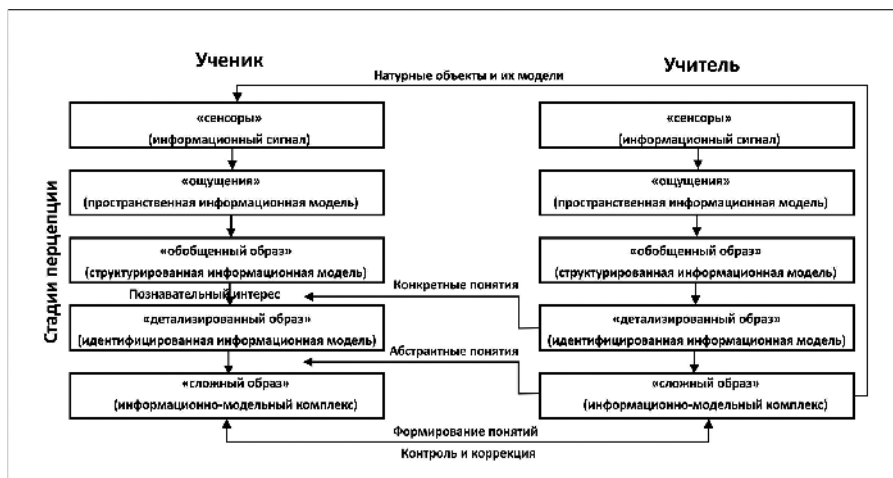 Ученик
Учитель
Натурные объекты и их модели
Стадии перцепции
«сенсоры»
(информационный сигнал)
«ощущения»
(пространственная информационная модель)
«обобщенный образ»
(структурированная информационная модель)
Познавательный интерес
«детализированный образ»
(идентифицированная информационная модель)
«сложный образ»
(информационно-модельный комплекс)
Конкретные понятия
Абстрактные понятия
«сенсоры»
(информационный сигнал)
«ощущения»
(пространственная информационная модель)
«обобщенный образ»
(структурированная информационная модель)
«детализированный образ»
(идентифицированная информационная модель)
«сложный образ»
(информационно-модельный комплекс)
Формирование понятий
Контроль и коррекция